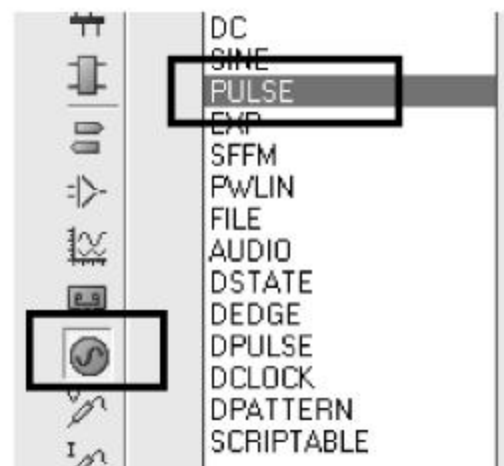 DC
SINE
PULSE
EXP
SFFM
PWLIN
FILE
AUDIO
DSTATE
DEDGE
DPULSE
DCLOCK
DPATTERN
SCRIPTABLE
V
I